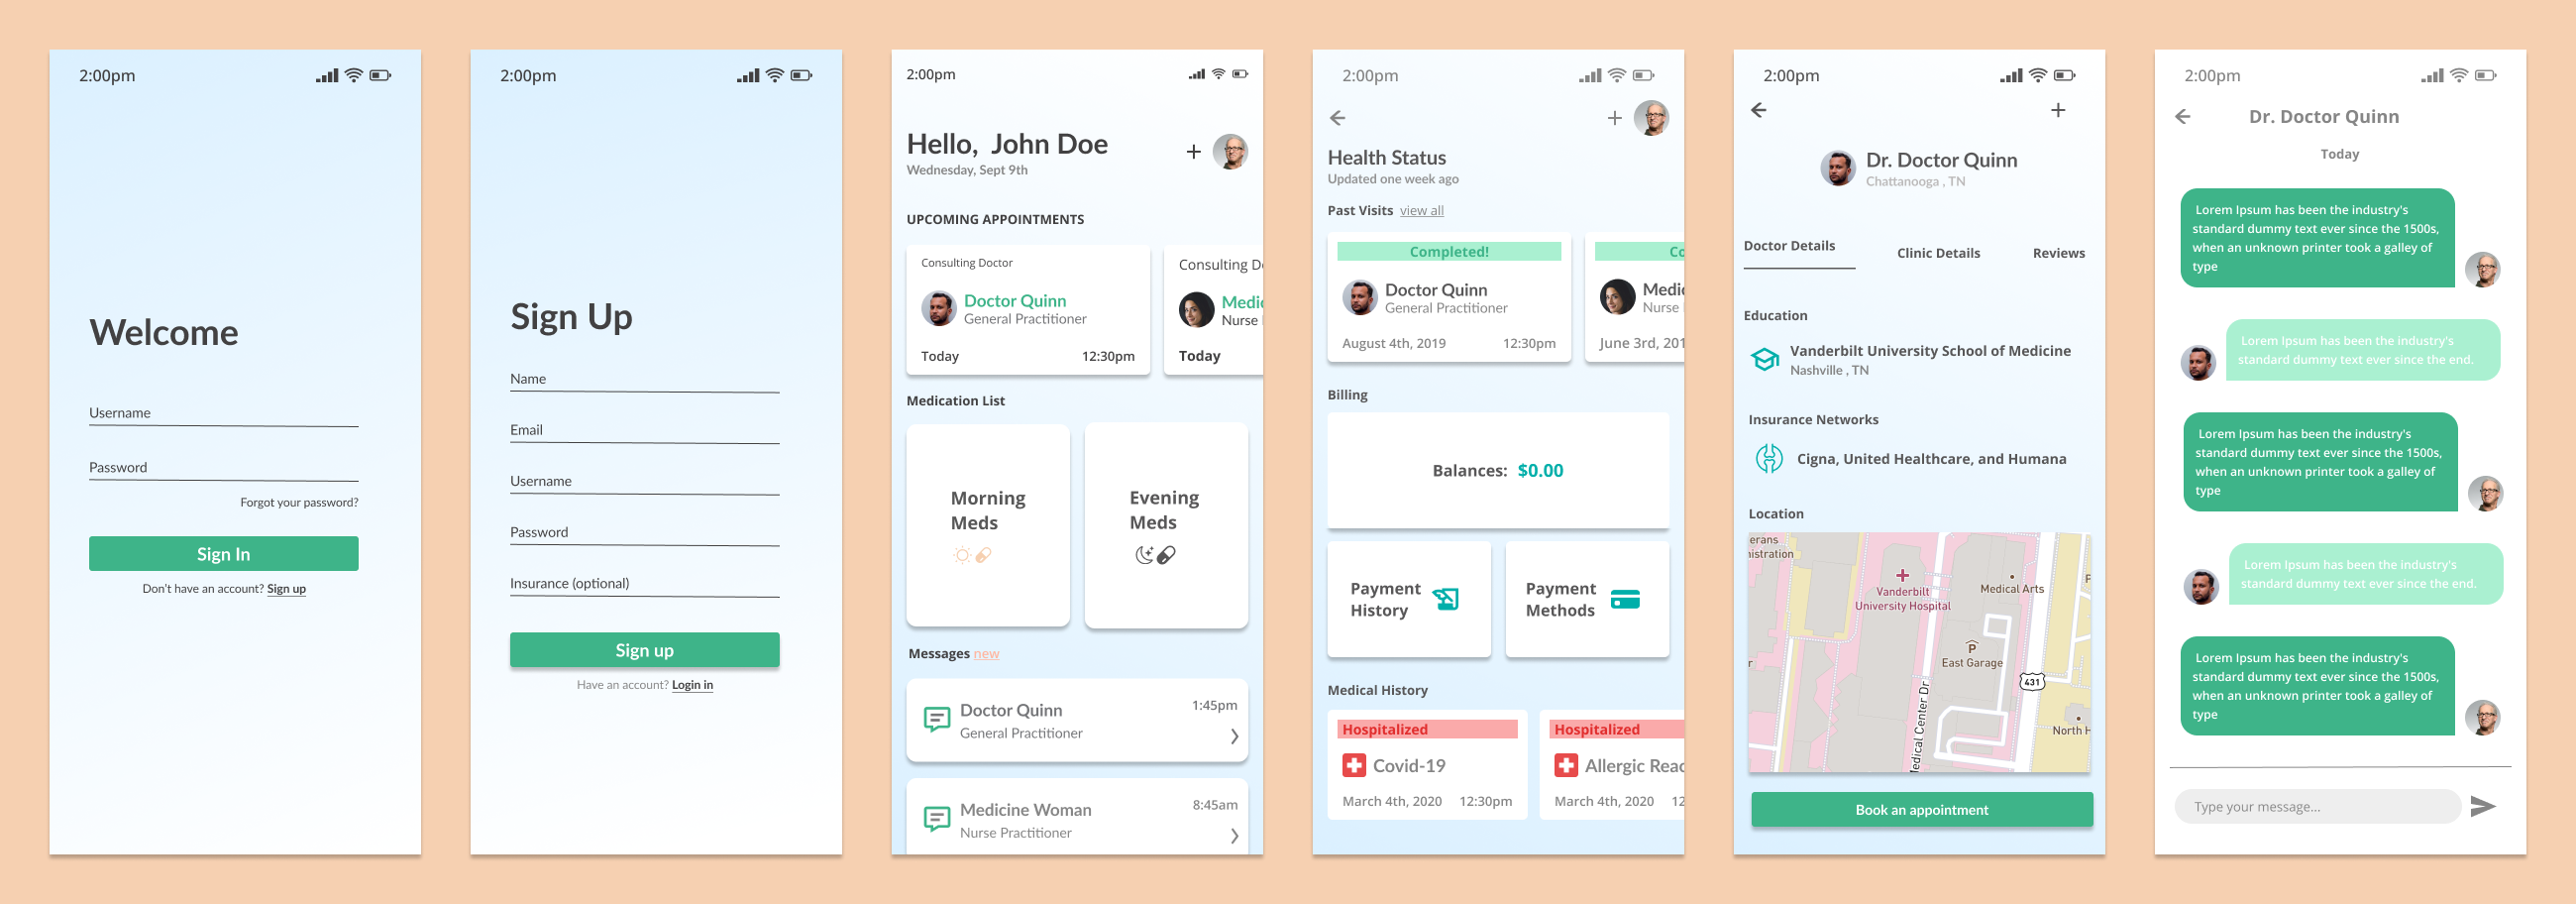 2:00pm
Welcome
Username
Password
Forgot your password?
Sign In
Don't have an account? Sign up
2:00pm
Sign Up
Name
Email
Username
Password
Insurance (optional)
Sign up
Have an account? Login in
2:00pm
Hello, John Doe
Wednesday, Sept 9th
UPCOMING APPOINTMENTS
Consulting Doctor
Doctor Quinn
General Practitioner
Today 12:30pm
Consulting Do
Medic
Nurse
Today
Medication List
Morning
Meds
Evening
Meds
Messages new
Doctor Quinn
General Practitioner
1:45pm
Medicine Woman
Nurse Practitioner
8:45am
2:00pm
Health Status
Updated one week ago
Past Visits view all
Completed!
Doctor Quinn
General Practitioner
August 4th, 2019 12:30pm
Co
Medic
Nurse
June 3rd, 201
Billing
Balances: $0.00
Payment
History
Payment
Methods
Medical History
Hospitalized
Covid-19
March 4th, 2020 12:30pm
Hospitalized
Allergic Reac
March 4th, 2020 12
2:00pm
Dr. Doctor Quinn
Chattanooga , TN
Doctor Details
Clinic Details
Reviews
Education
Vanderbilt University School of Medicine
Nashville , TN
Insurance Networks
Cigna, United Healthcare, and Humana
Location
erans
istration
Vanderbilt
University Hospital
Medical Arts
P
East Garage
431
Medical Center Dr
North H
Book an appointment
2:00pm
Dr. Doctor Quinn
Today
Lorem Ipsum has been the industry's
standard dummy text ever since the 1500s,
when an unknown printer took a galley of
type
Lorem Ipsum has been the industry's
standard dummy text ever since the end.
Lorem Ipsum has been the industry's
standard dummy text ever since the 1500s,
when an unknown printer took a galley of
type
Lorem Ipsum has been the industry's
standard dummy text ever since the end.
Lorem Ipsum has been the industry's
standard dummy text ever since the 1500s,
when an unknown printer took a galley of
type
Type your message...